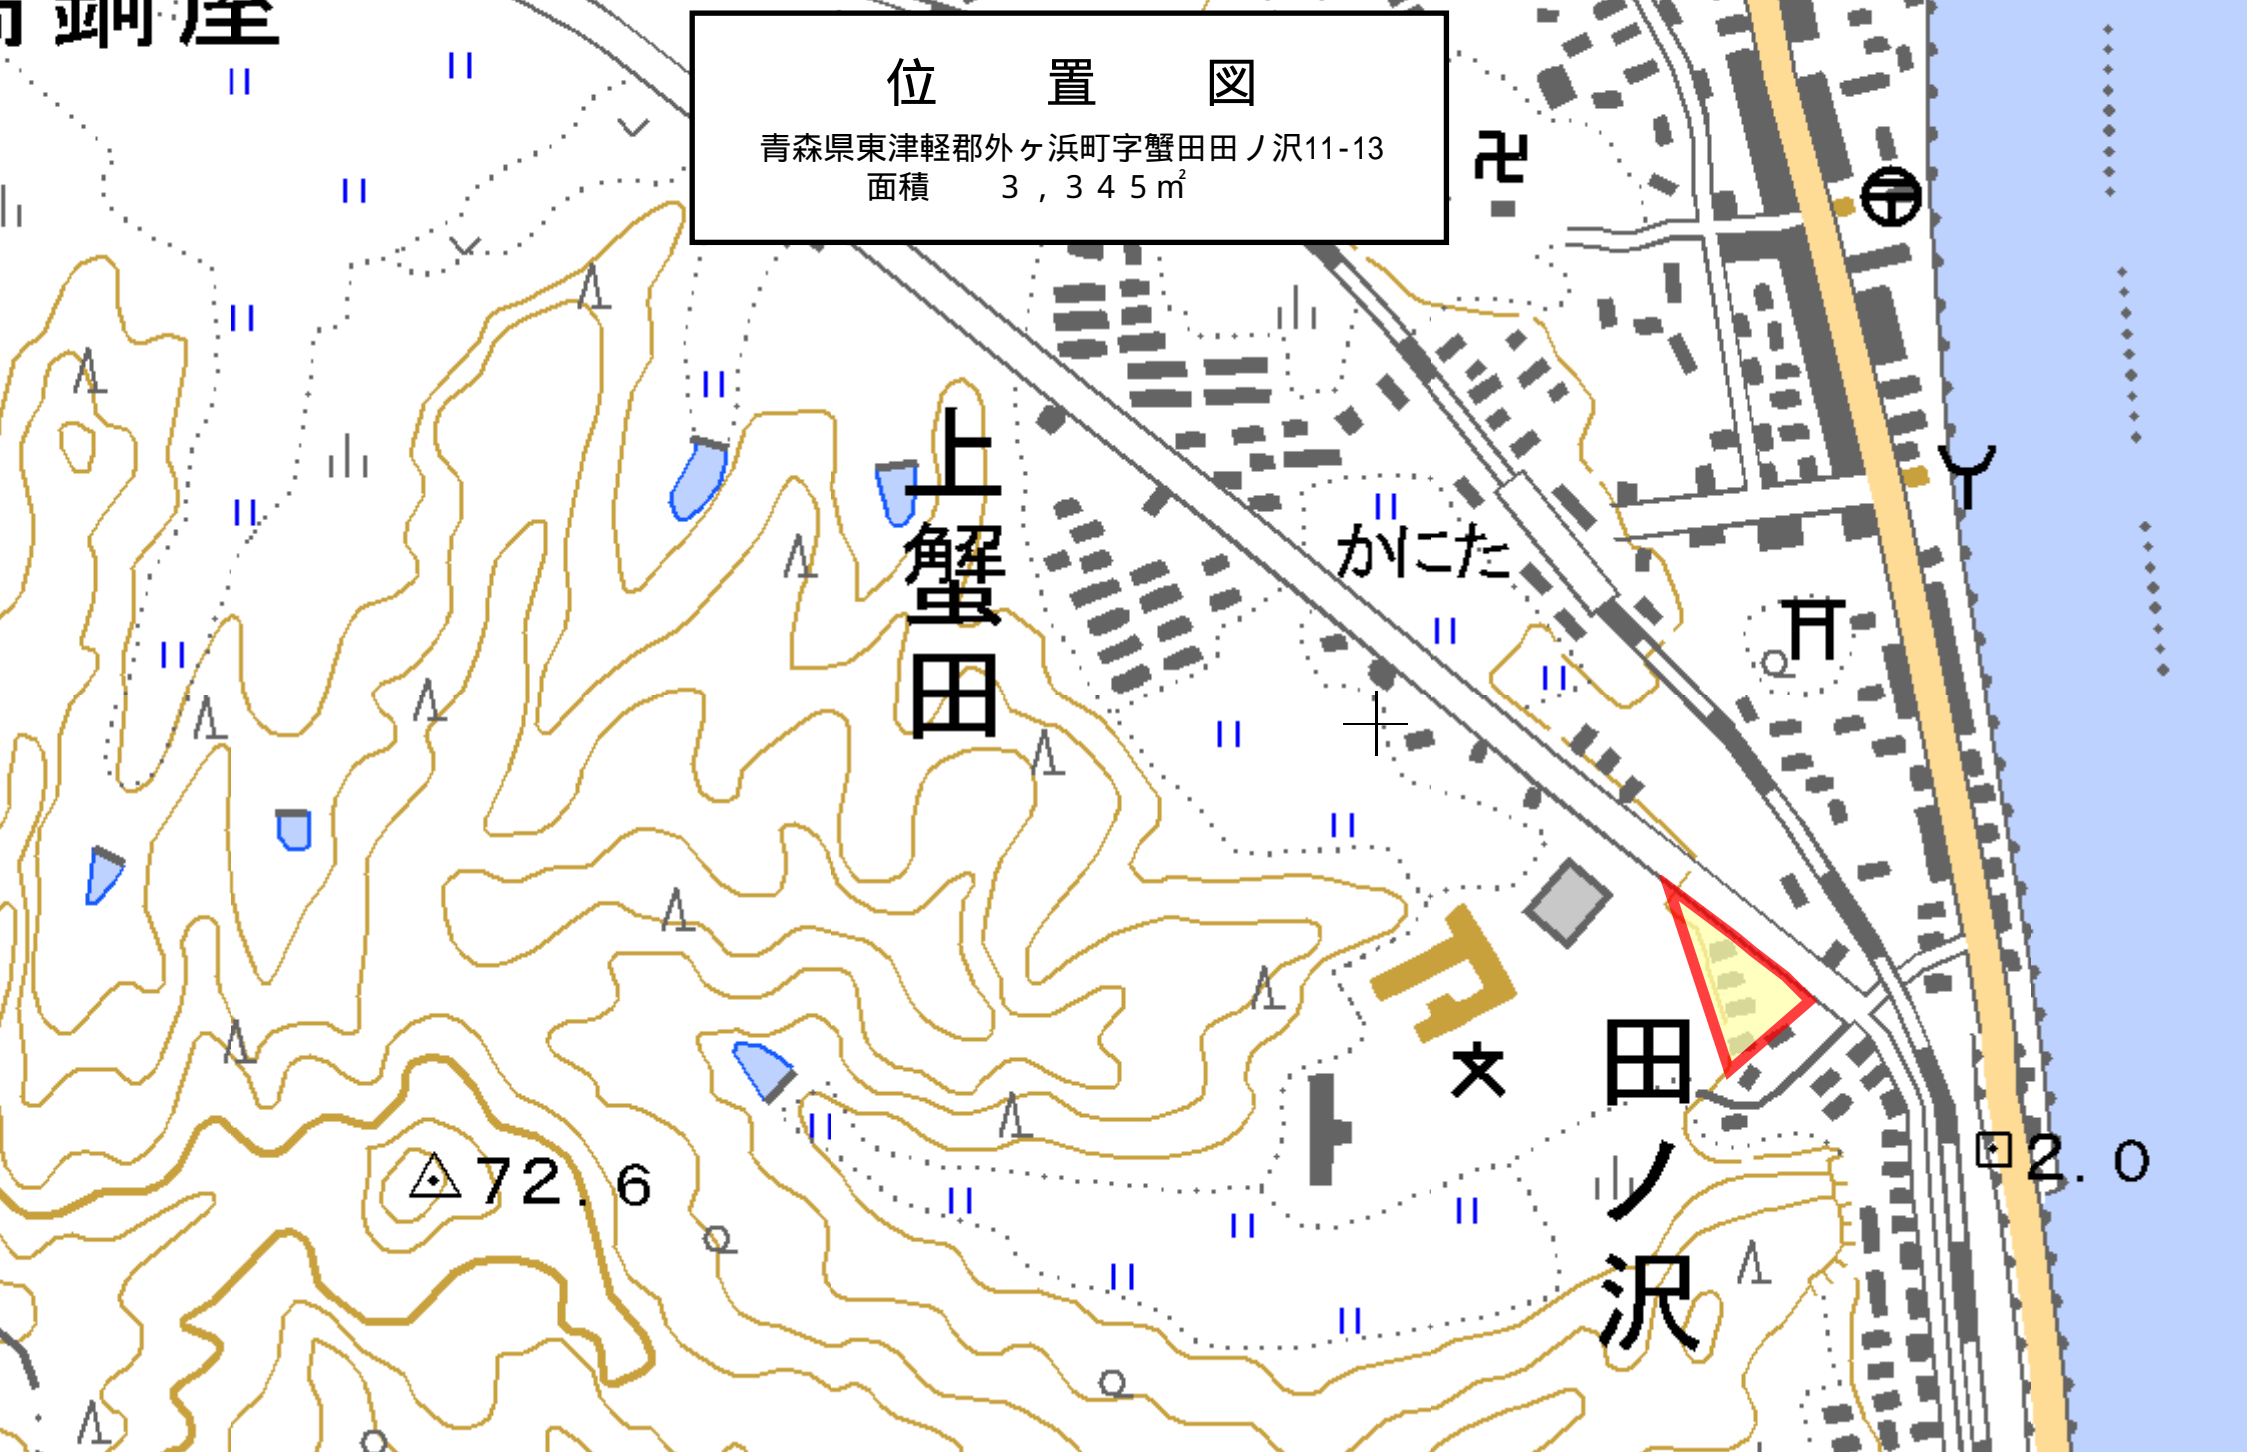 銅屋
位 置 図
青森県東津軽郡外ヶ浜町字蟹田田ノ沢11-13
面積 3,345㎡
上蟹田
かにた
田ノ沢
72.6
2.0